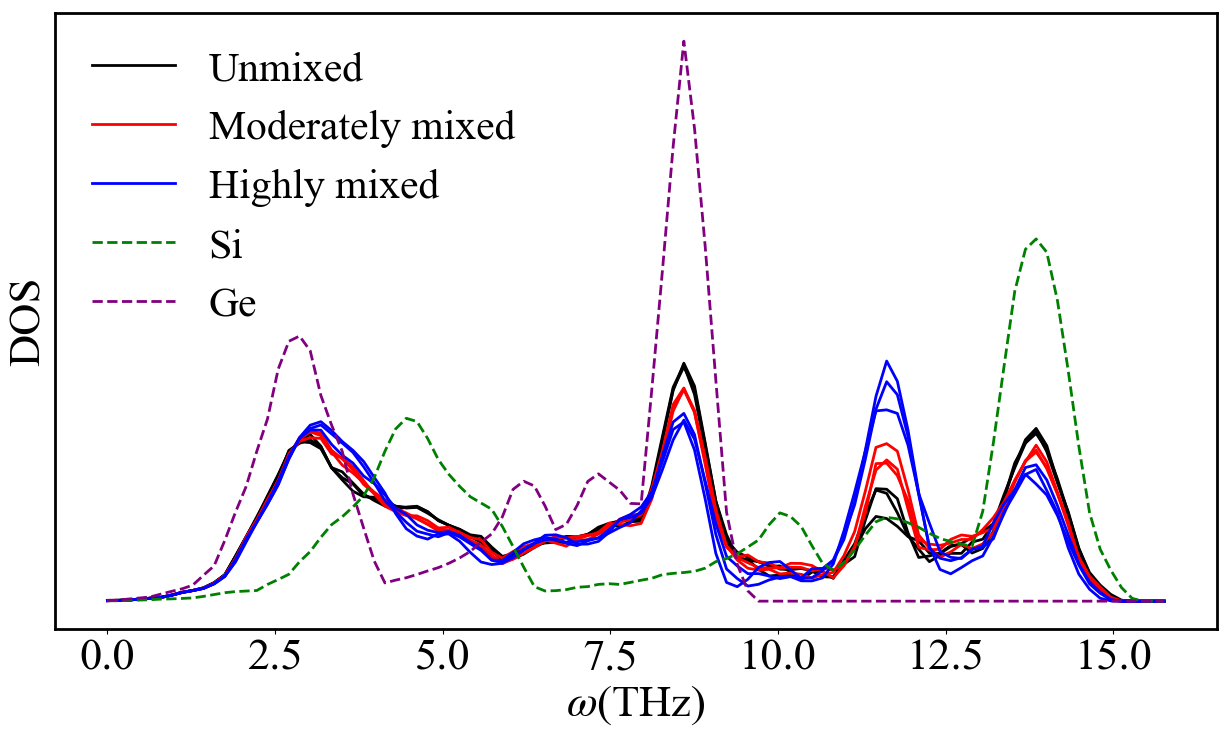 Unmixed
Moderately mixed
Highly mixed
Si
Ge
DOS
0.0 2.5 5.0 7.5 10.0 12.5 15.0
ω(THz)